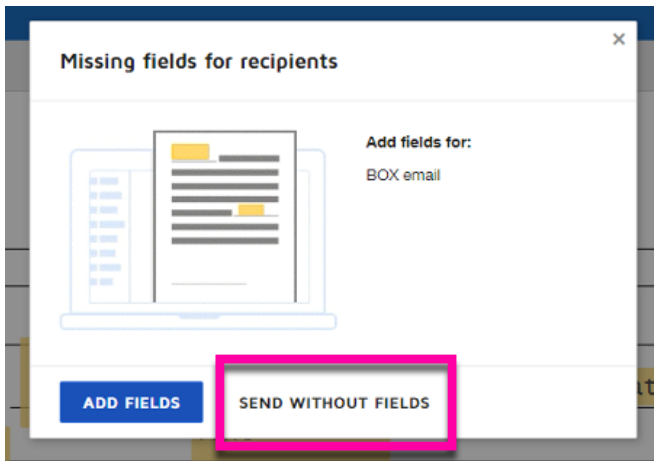 Missing fields for recipients
×
Add fields for:
BOX email
ADD FIELDS
SEND WITHOUT FIELDS